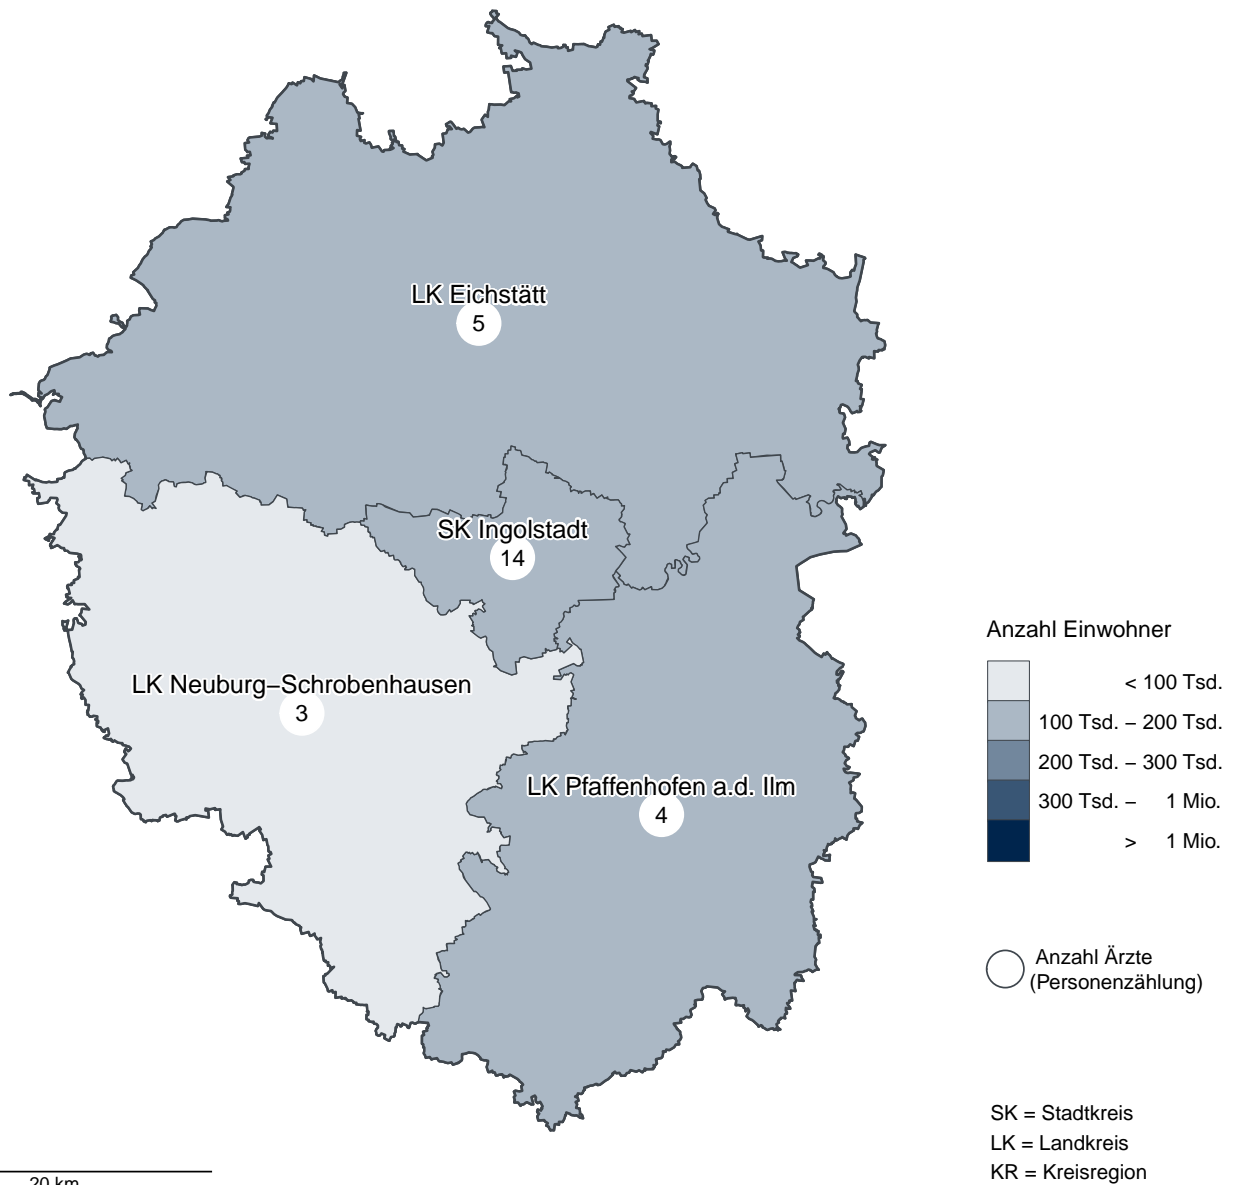 LK Eichstätt
5
SK Ingolstadt
14
LK Neuburg–Schrobenhausen
3
LK Pfaffenhofen a.d. Ilm
4
Anzahl Einwohner
< 100 Tsd.
100 Tsd. – 200 Tsd.
200 Tsd. – 300 Tsd.
300 Tsd. – 1 Mio.
> 1 Mio.
Anzahl Ärzte
(Personenzählung)
SK = Stadtkreis
LK = Landkreis
KR = Kreisregion
20 km